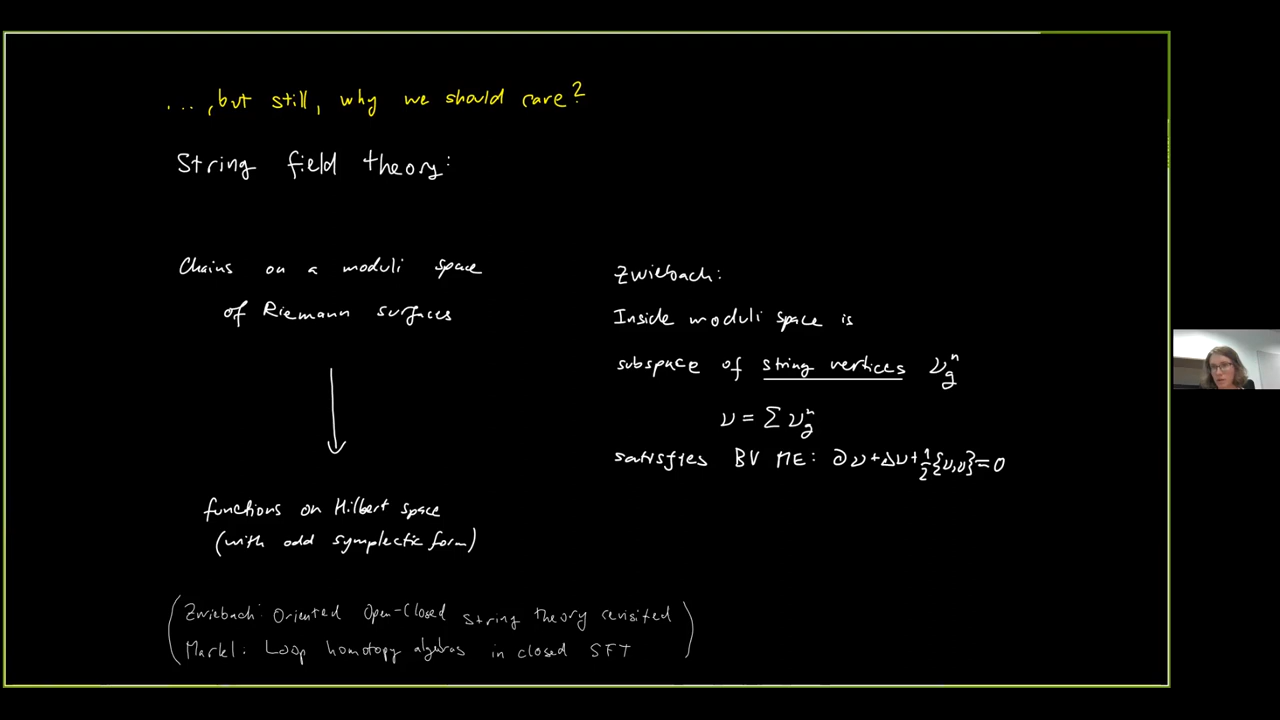 ..., but still, why we should care?
String field theory:
Chains on a moduli space
of Riemann surfaces
functions on Hilbert space
(with odd symplectic form)
Zwiebach:
Inside moduli space is
subspace of string vertices 𝒱_g^n
𝒱 = Σ 𝒱_g^n
satisfies BV ME: ∂𝒱 + Δ𝒱 + 1/2 {𝒱,𝒱} = 0
(Zwiebach: Oriented Open-Closed string theory revisited
Markl: Loop homotopy algebras in closed SFT)